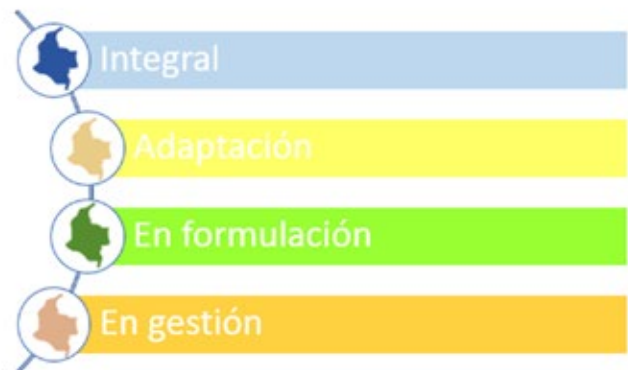 Integral
Adaptación
En formulación
En gestión